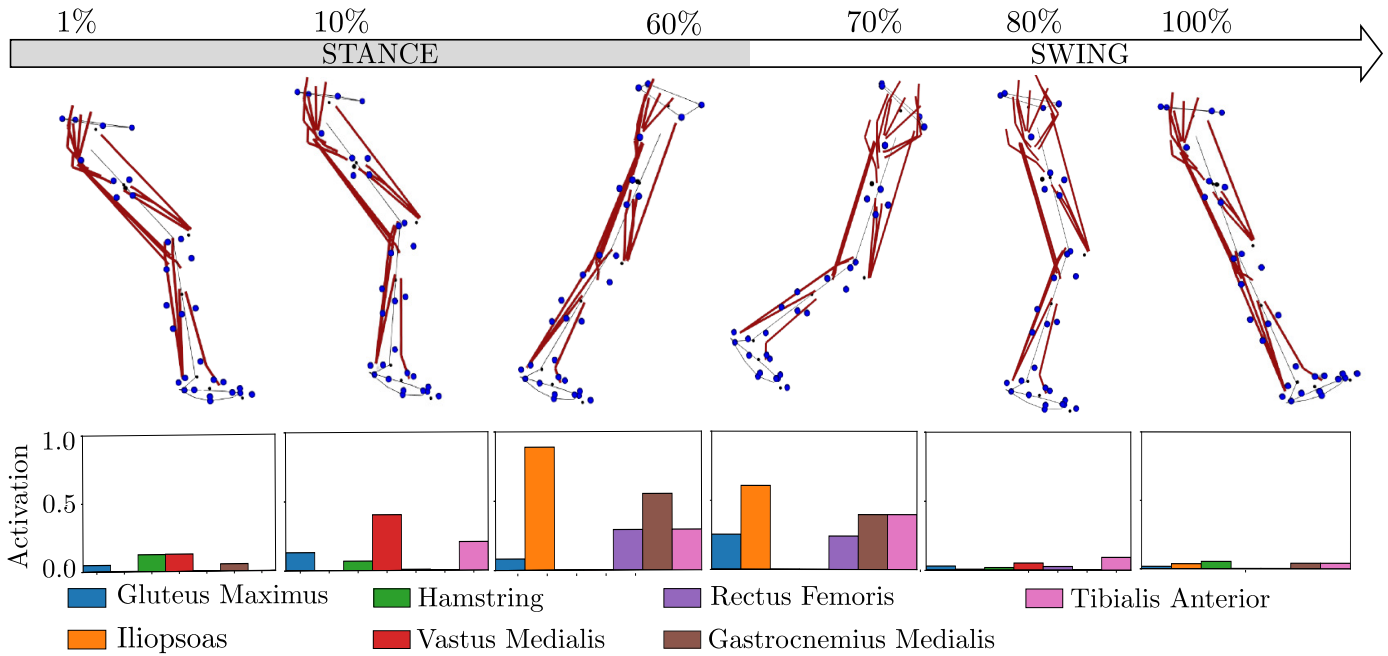 1% 10% 60% 70% 80% 100%
STANCE SWING
Activation
1.0
0.5
0.0
Gluteus Maximus Hamstring Rectus Femoris Tibialis Anterior
Iliopsoas Vastus Medialis Gastrocnemius Medialis